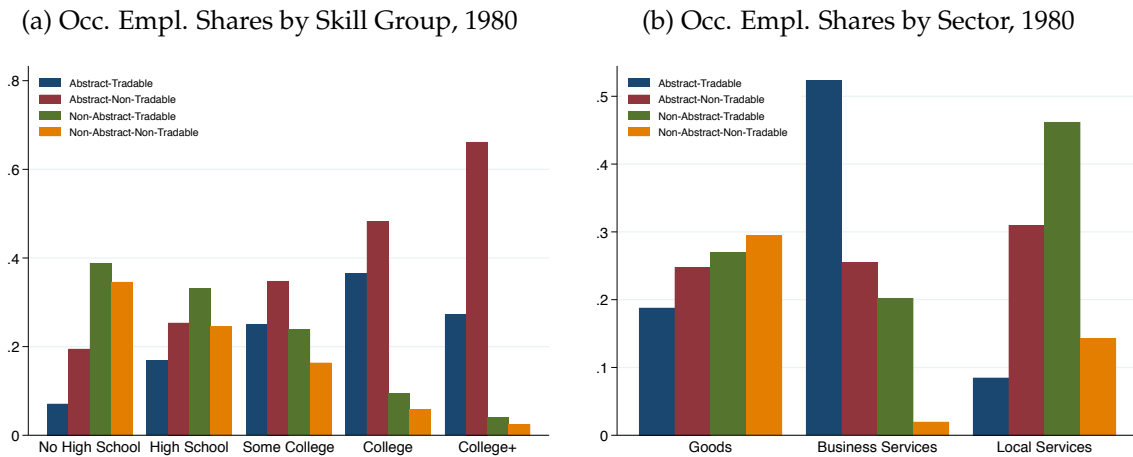 (a) Occ. Empl. Shares by Skill Group, 1980
.8
.6
.4
.2
0
Abstract-Tradable
Abstract-Non-Tradable
Non-Abstract-Tradable
Non-Abstract-Non-Tradable
No High School High School Some College College College+
(b) Occ. Empl. Shares by Sector, 1980
.5
.4
.3
.2
.1
0
Abstract-Tradable
Abstract-Non-Tradable
Non-Abstract-Tradable
Non-Abstract-Non-Tradable
Goods Business Services Local Services